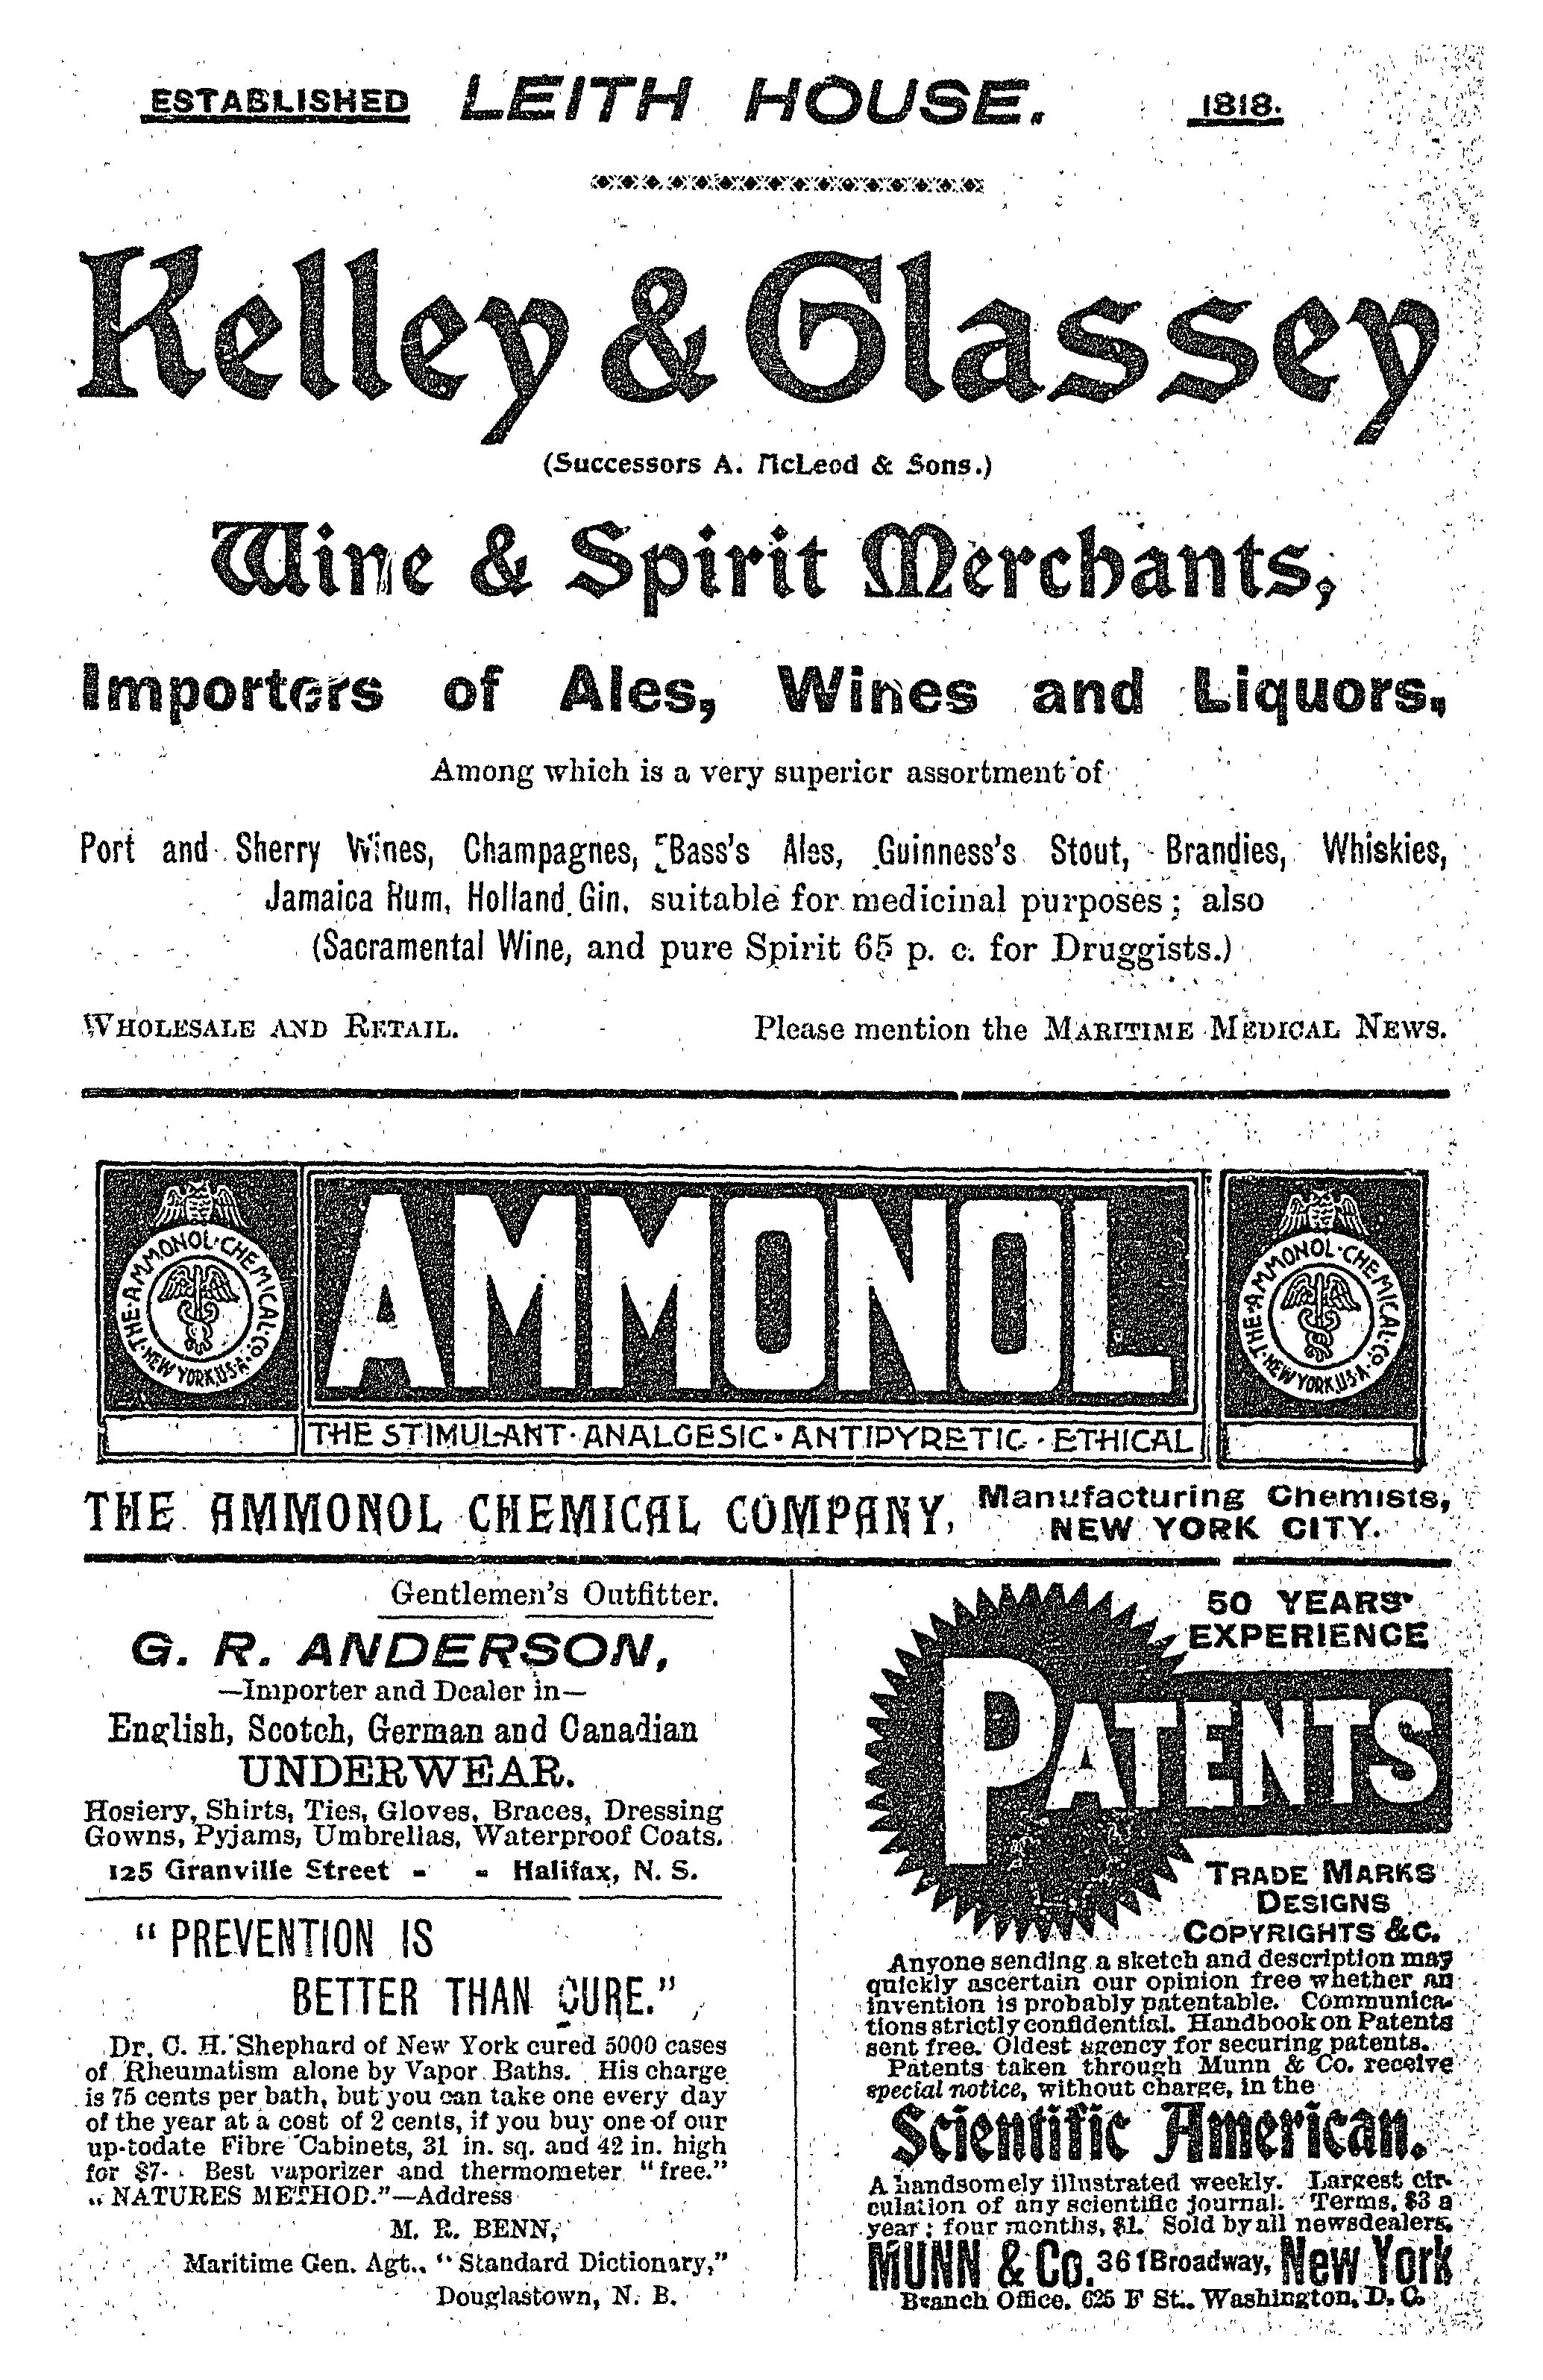 ESTABLISHED LEITH HOUSE. 1818.
Kelley & Glassey
(Successors A. McLeod & Sons.)
Wine & Spirit Merchants,
Importers of Ales, Wines and Liquors,
Among which is a very superior assortment of
Port and Sherry Wines, Champagnes, Bass's Ales, Guinness's Stout, Brandies, Whiskies,
Jamaica Rum, Holland Gin, suitable for medicinal purposes; also
(Sacramental Wine, and pure Spirit 65 p. c. for Druggists.)
WHOLESALE AND RETAIL. Please mention the MARITIME MEDICAL NEWS.
THE·AMMONOL·CHEMICAL·CO·NEW YORK,U.S.A·
AMMONOL
THE·AMMONOL·CHEMICAL·CO·NEW YORK,U.S.A·
THE STIMULANT·ANALGESIC·ANTIPYRETIC·ETHICAL
THE AMMONOL CHEMICAL COMPANY, Manufacturing Chemists,
NEW YORK CITY.
Gentlemen's Outfitter.
G. R. ANDERSON,
—Importer and Dealer in—
English, Scotch, German and Canadian
UNDERWEAR.
Hosiery, Shirts, Ties, Gloves, Braces, Dressing
Gowns, Pyjams, Umbrellas, Waterproof Coats.
125 Granville Street - - Halifax, N. S.
"PREVENTION IS
BETTER THAN CURE."
Dr. C. H. Shephard of New York cured 5000 cases
of Rheumatism alone by Vapor Baths. His charge
is 75 cents per bath, but you can take one every day
of the year at a cost of 2 cents, if you buy one of our
up-todate Fibre Cabinets, 31 in. sq. and 42 in. high
for $7- Best vaporizer and thermometer "free."
"NATURES METHOD."—Address
M. R. BENN,
Maritime Gen. Agt., "Standard Dictionary,"
Douglastown, N. B.
50 YEARS'
EXPERIENCE
PATENTS
TRADE MARKS
DESIGNS
COPYRIGHTS &C.
Anyone sending a sketch and description may
quickly ascertain our opinion free whether an
invention is probably patentable. Communica-
tions strictly confidential. Handbook on Patents
sent free. Oldest agency for securing patents.
Patents taken through Munn & Co. receive
special notice, without charge, in the
Scientific American.
A handsomely illustrated weekly. Largest cir-
culation of any scientific journal. Terms, $3 a
year; four months, $1. Sold by all newsdealers.
MUNN & Co. 361 Broadway, New York
Branch Office, 625 F St., Washington, D. C.